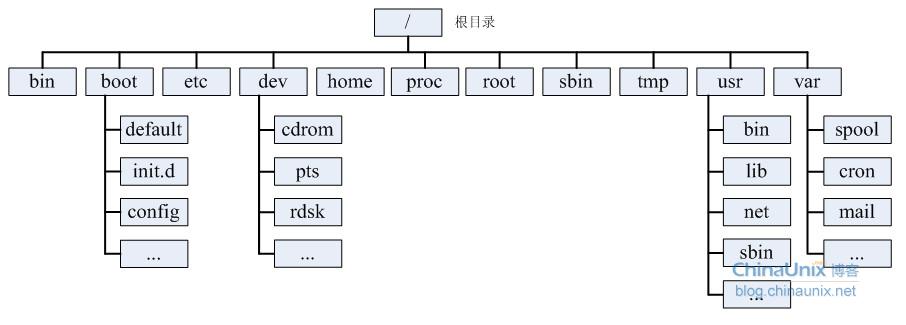 / 根目录
bin boot etc dev home proc root sbin tmp usr var
default cdrom bin spool
init.d pts lib cron
config rdsk net mail
... ... sbin ...
ChinaUnix 博客
blog.chinaunix.net
...